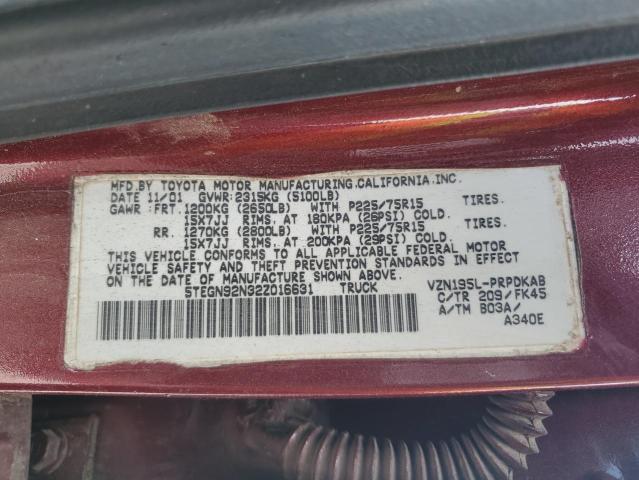 MFD.BY TOYOTA MOTOR MANUFACTURING,CALIFORNIA,INC.
DATE 11/01 GVWR:2315KG (5100LB)
GAWR: FRT. 1200KG (2650LB) WITH P225/75R15 TIRES.
15X7JJ RIMS. AT 180KPA (26PSI) COLD.
RR. 1270KG (2800LB) WITH P225/75R15 TIRES.
15X7JJ RIMS. AT 200KPA (29PSI) COLD.
THIS VEHICLE CONFORMS TO ALL APPLICABLE FEDERAL MOTOR
VEHICLE SAFETY AND THEFT PREVENTION STANDARDS IN EFFECT
ON THE DATE OF MANUFACTURE SHOWN ABOVE.
5TEGN92N92Z016631 TRUCK VZN195L-PRPDKAB
C/TR 209/FK45
A/TM B03A/
A340E